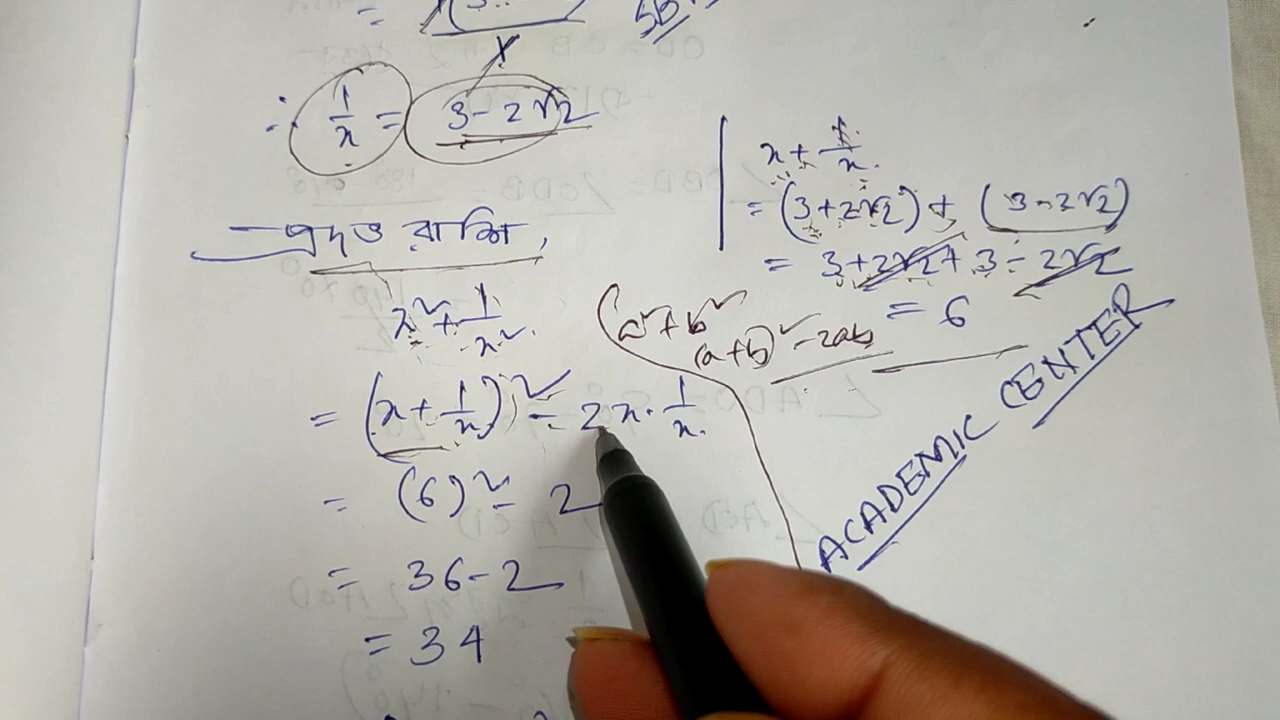 ∴ 1/x = 3-2√2
x + 1/x
= (3+2√2) + (3-2√2)
= 3+2√2+3-2√2
= 6
প্রদত্ত রাশি,
x² + 1/x²
a²+b²
(a+b)²-2ab
= (x + 1/x)² - 2x·1/x
= (6)² - 2
= 36-2
= 34
ACADEMIC CENTER